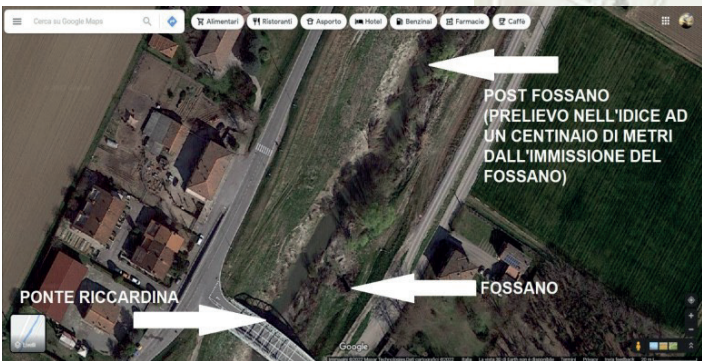 Cerca su Google Maps
Alimentari
Ristoranti
Asporto
Hotel
Benzinai
Farmacie
Caffè
POST FOSSANO
(PRELIEVO NELL'IDICE AD
UN CENTINAIO DI METRI
DALL'IMMISSIONE DEL
FOSSANO)
FOSSANO
PONTE RICCARDINA
Livelli
Google